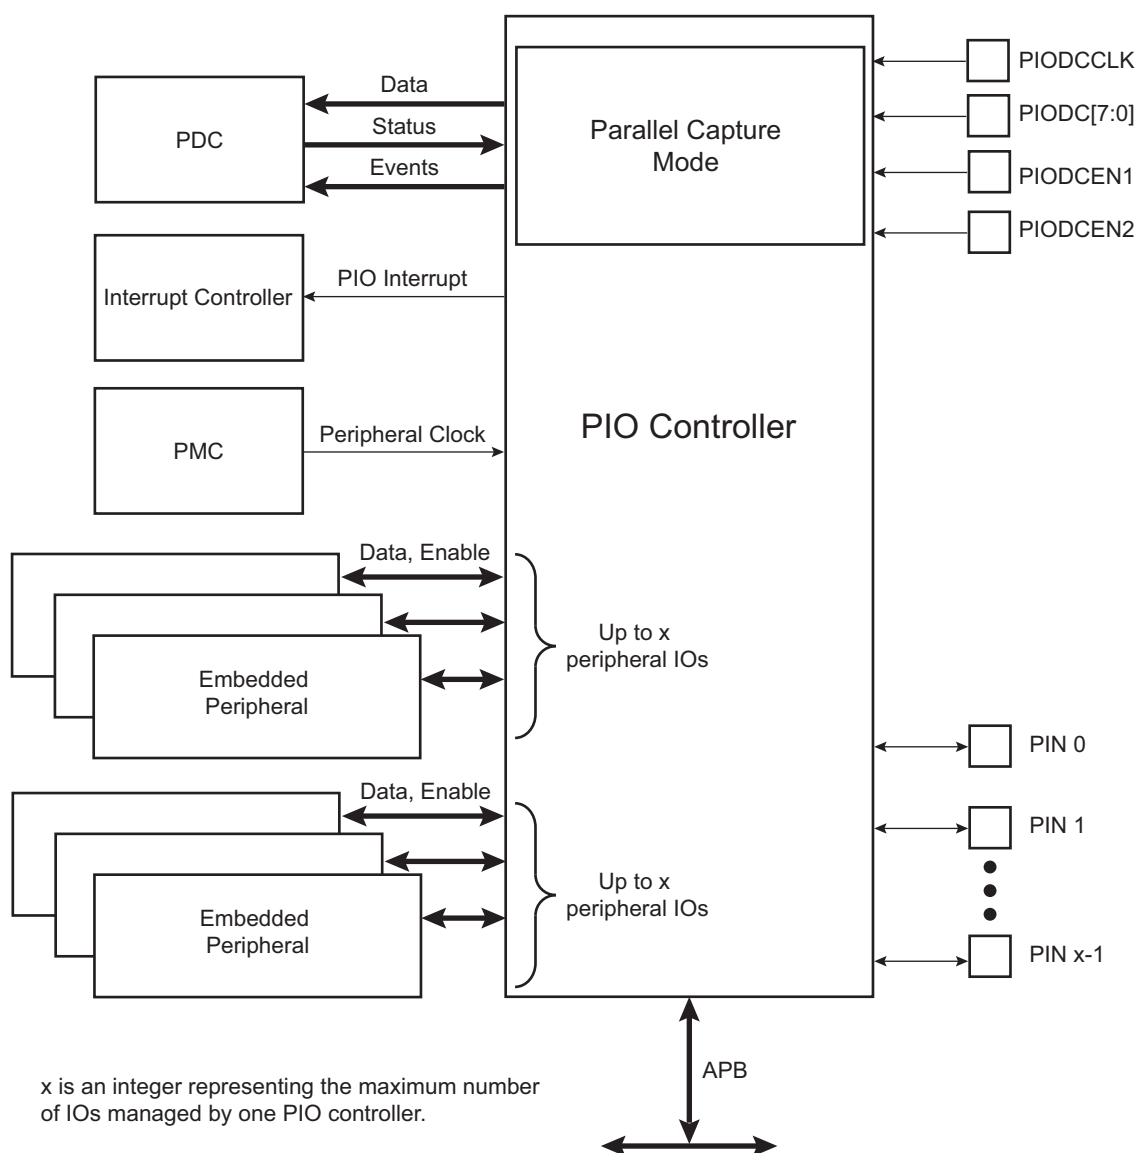 PIODCCLK
Data
PDC
Status
Events
Parallel Capture
Mode
PIODC[7:0]
PIODCEN1
PIODCEN2
Interrupt Controller
PIO Interrupt
PMC
Peripheral Clock
PIO Controller
Data, Enable
Embedded
Peripheral
Up to x
peripheral IOs
PIN 0
Data, Enable
Embedded
Peripheral
Up to x
peripheral IOs
PIN 1
PIN x-1
APB
x is an integer representing the maximum number
of IOs managed by one PIO controller.